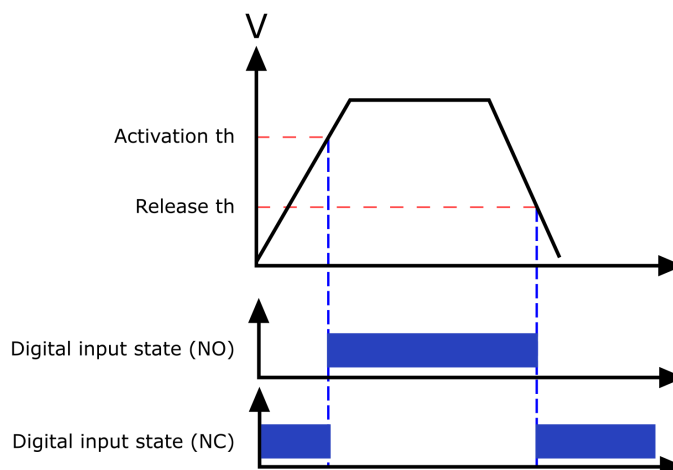 V
Activation th
Release th
Digital input state (NO)
Digital input state (NC)